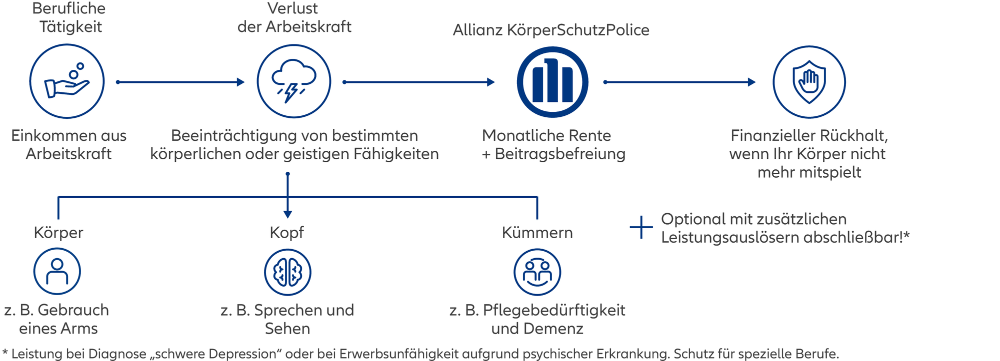 Berufliche
Tätigkeit
Verlust
der Arbeitskraft
Allianz KörperSchutzPolice
Einkommen aus
Arbeitskraft
Beeinträchtigung von bestimmten
körperlichen oder geistigen Fähigkeiten
Monatliche Rente
+ Beitragsbefreiung
Finanzieller Rückhalt,
wenn Ihr Körper nicht
mehr mitspielt
Körper
Kopf
Kümmern
Optional mit zusätzlichen
Leistungsauslösern abschließbar!*
z. B. Gebrauch
eines Arms
z. B. Sprechen und
Sehen
z. B. Pflegebedürftigkeit
und Demenz
* Leistung bei Diagnose „schwere Depression“ oder bei Erwerbsunfähigkeit aufgrund psychischer Erkrankung. Schutz für spezielle Berufe.